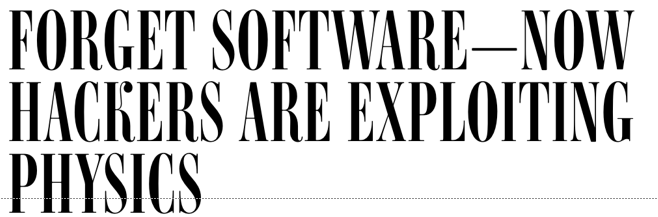 FORGET SOFTWARE—NOW
HACKERS ARE EXPLOITING
PHYSICS